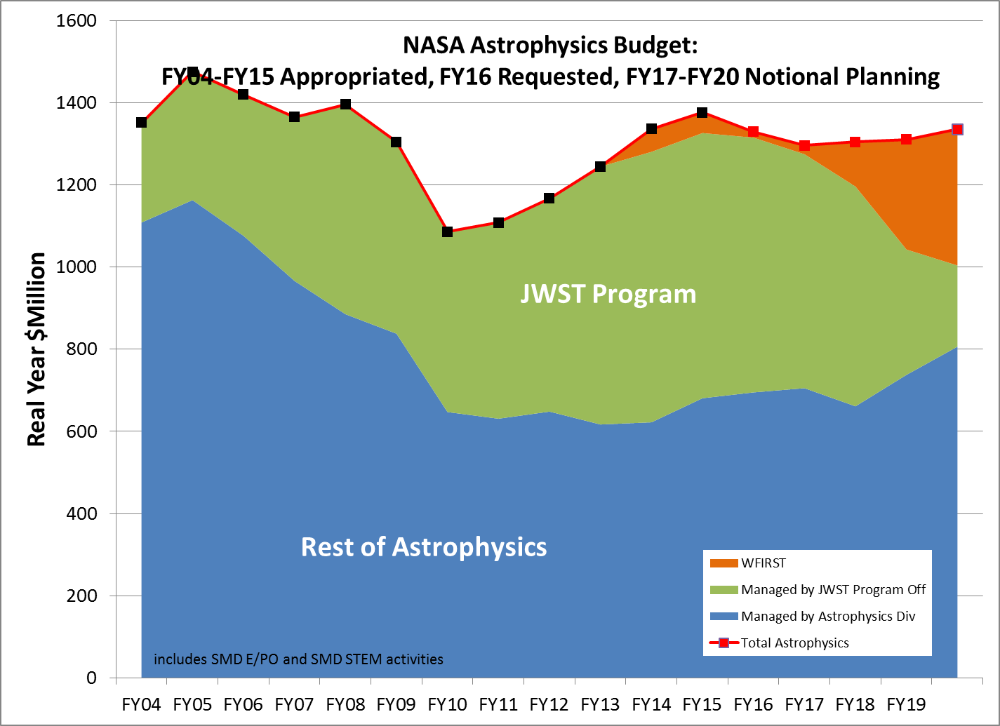 NASA Astrophysics Budget:
FY04-FY15 Appropriated, FY16 Requested, FY17-FY20 Notional Planning
1600
1400
1200
1000
800
600
400
200
0
Real Year $Million
JWST Program
Rest of Astrophysics
WFIRST
Managed by JWST Program Off
Managed by Astrophysics Div
Total Astrophysics
includes SMD E/PO and SMD STEM activities
FY04 FY05 FY06 FY07 FY08 FY09 FY10 FY11 FY12 FY13 FY14 FY15 FY16 FY17 FY18 FY19